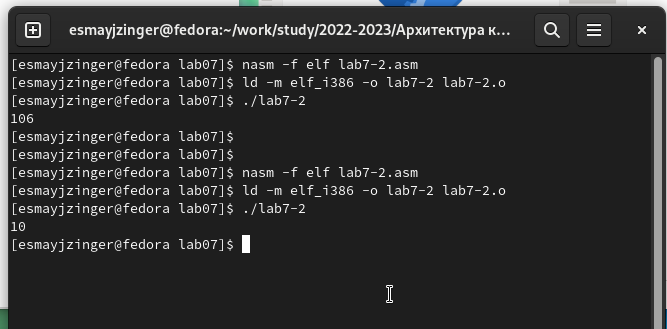 esmayjzinger@fedora:~/work/study/2022-2023/Архитектура к...
[esmayjzinger@fedora lab07]$ nasm -f elf lab7-2.asm
[esmayjzinger@fedora lab07]$ ld -m elf_i386 -o lab7-2 lab7-2.o
[esmayjzinger@fedora lab07]$ ./lab7-2
106
[esmayjzinger@fedora lab07]$
[esmayjzinger@fedora lab07]$
[esmayjzinger@fedora lab07]$ nasm -f elf lab7-2.asm
[esmayjzinger@fedora lab07]$ ld -m elf_i386 -o lab7-2 lab7-2.o
[esmayjzinger@fedora lab07]$ ./lab7-2
10
[esmayjzinger@fedora lab07]$